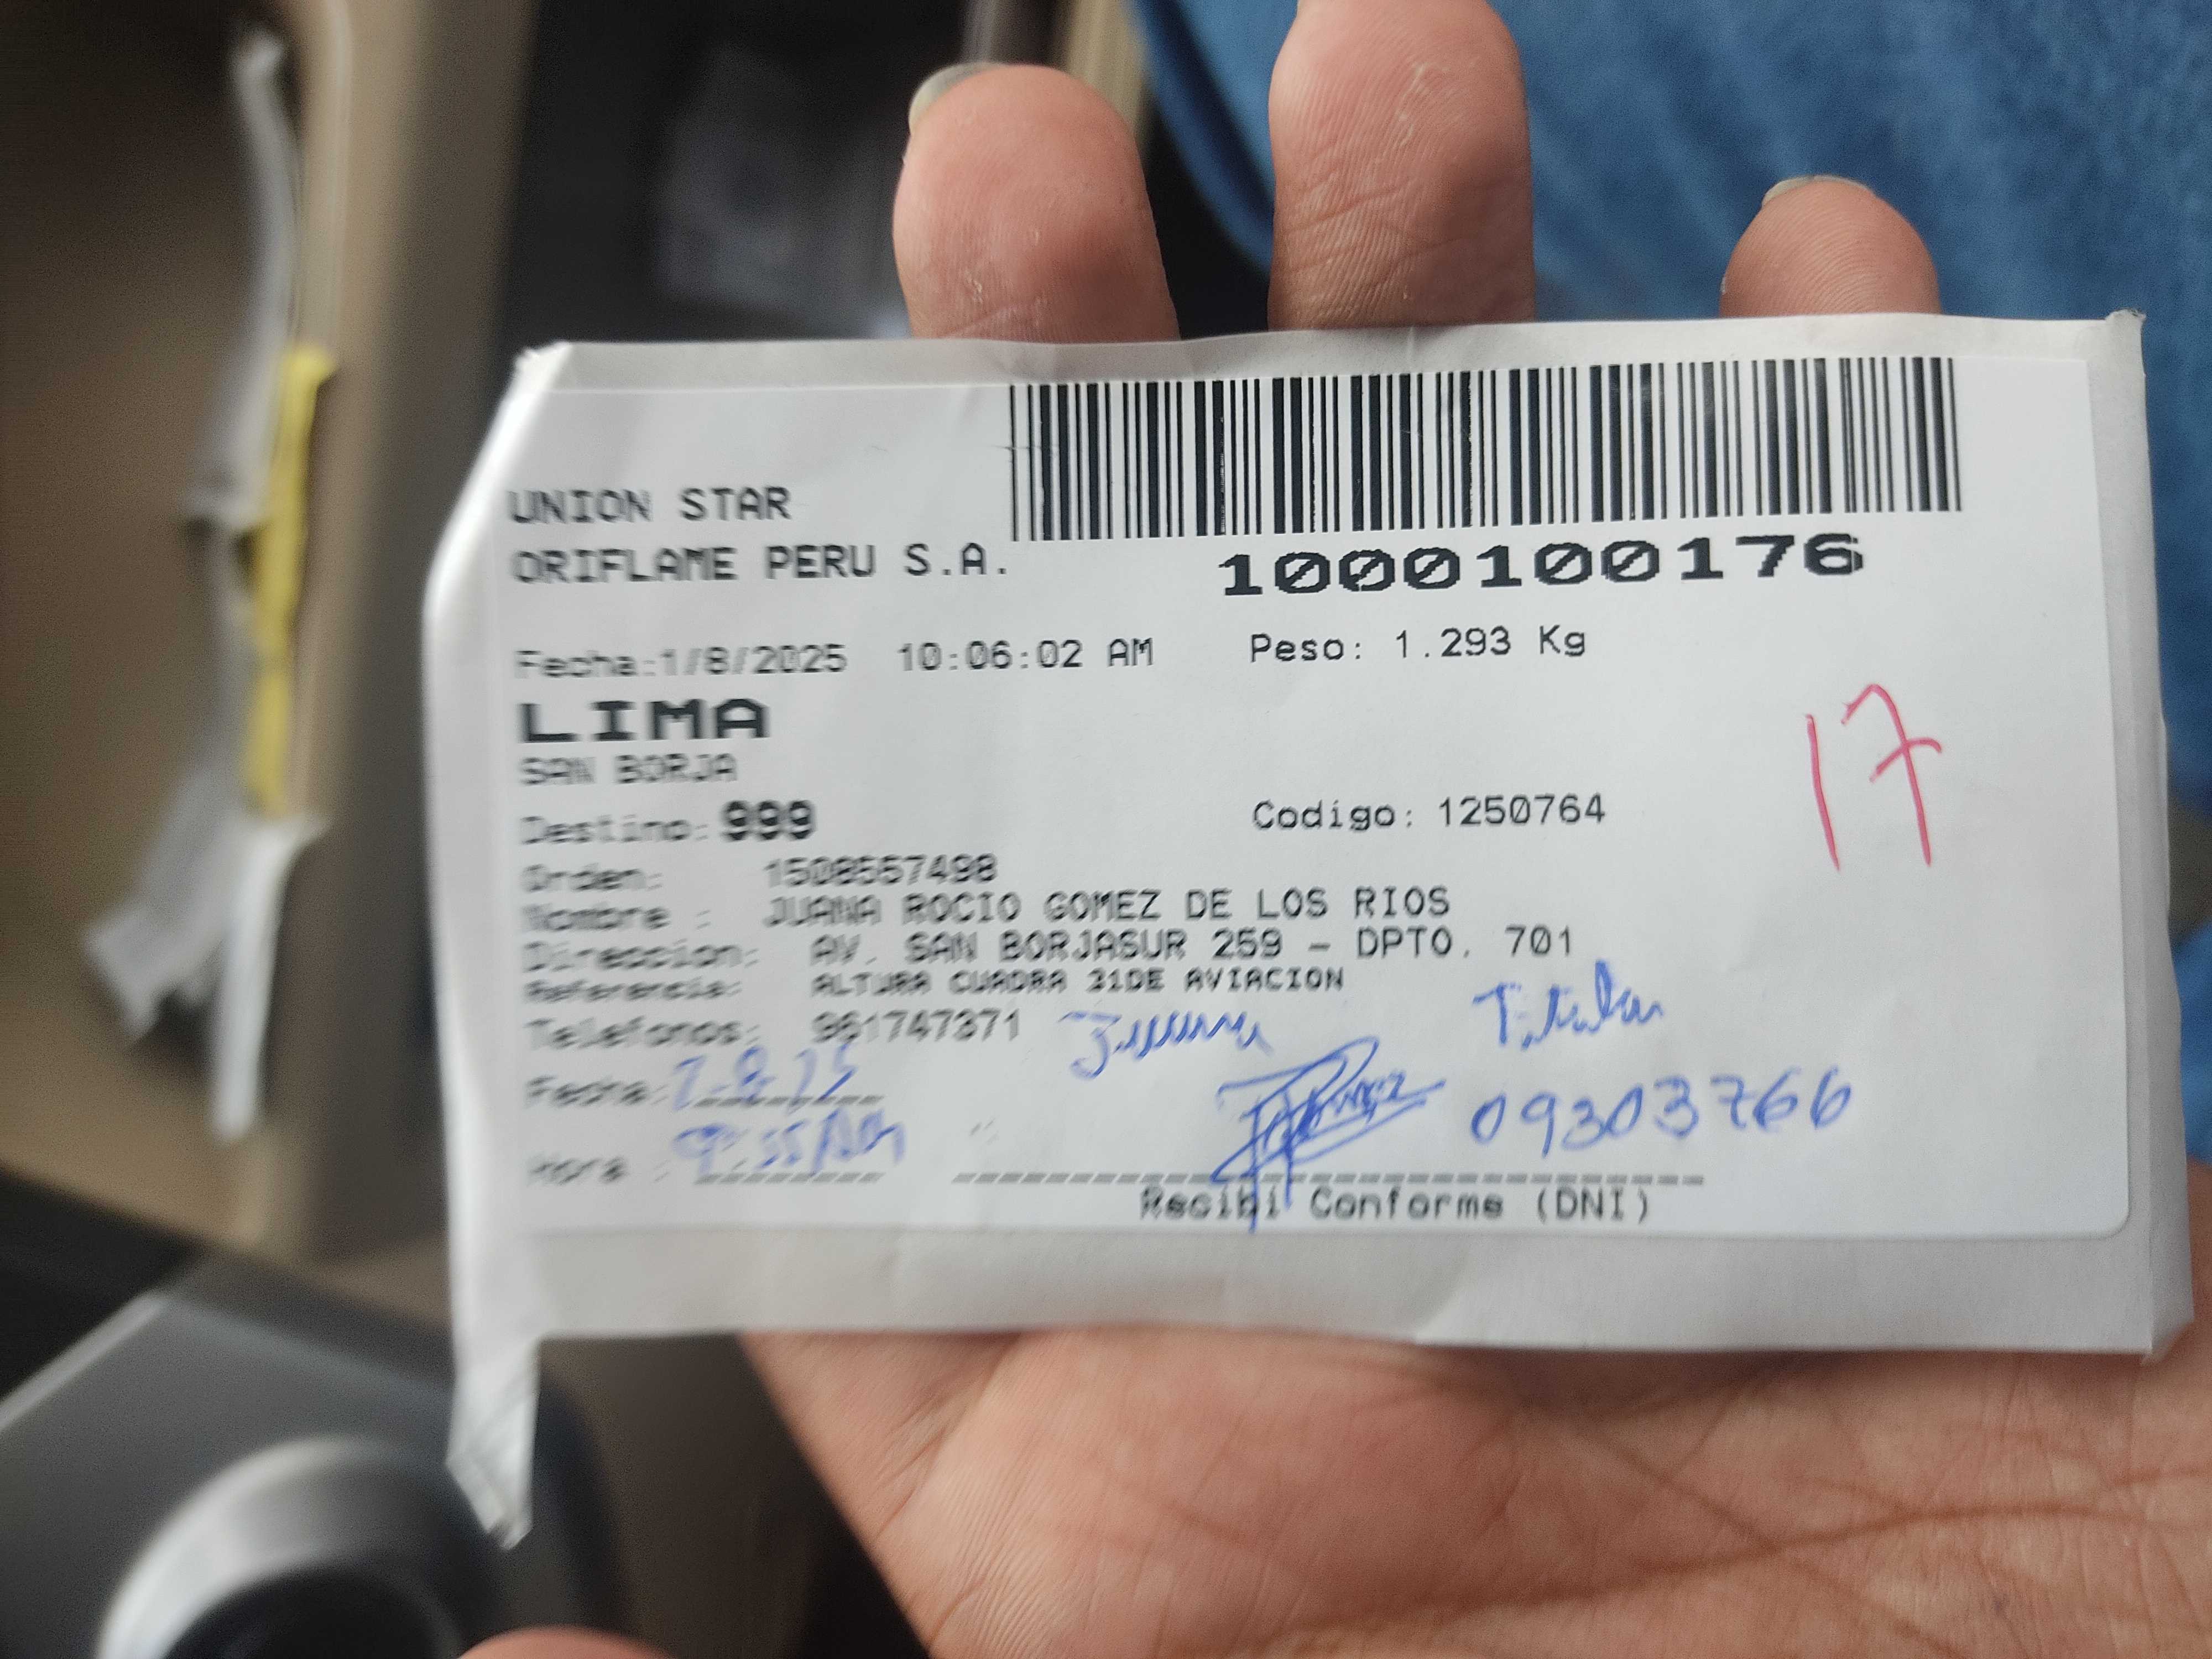 UNION STAR
ORIFLAME PERU S.A.
1000100176
Fecha:1/8/2025 10:06:02 AM Peso: 1.293 Kg
LIMA
SAN BORJA
17
Destino: 999 Codigo: 1250764
Orden: 1508557498
Nombre : JUANA ROCIO GOMEZ DE LOS RIOS
Direccion: AV. SAN BORJASUR 259 - DPTO. 701
Referencia: ALTURA CUADRA 31DE AVIACION
Titular
Telefonos: 961747371 Juana
Fecha: 09303766
Hora :
Recibi Conforme (DNI)